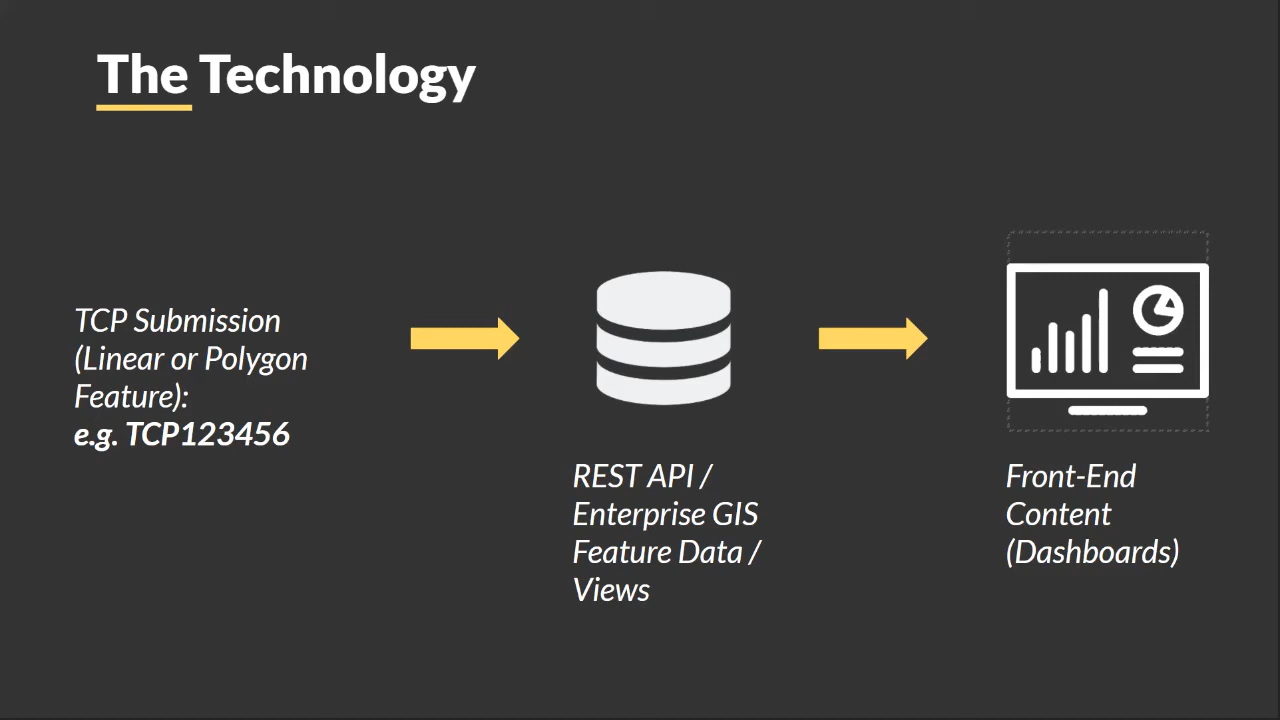 The Technology
TCP Submission
(Linear or Polygon
Feature):
e.g. TCP123456
REST API /
Enterprise GIS
Feature Data /
Views
Front-End
Content
(Dashboards)